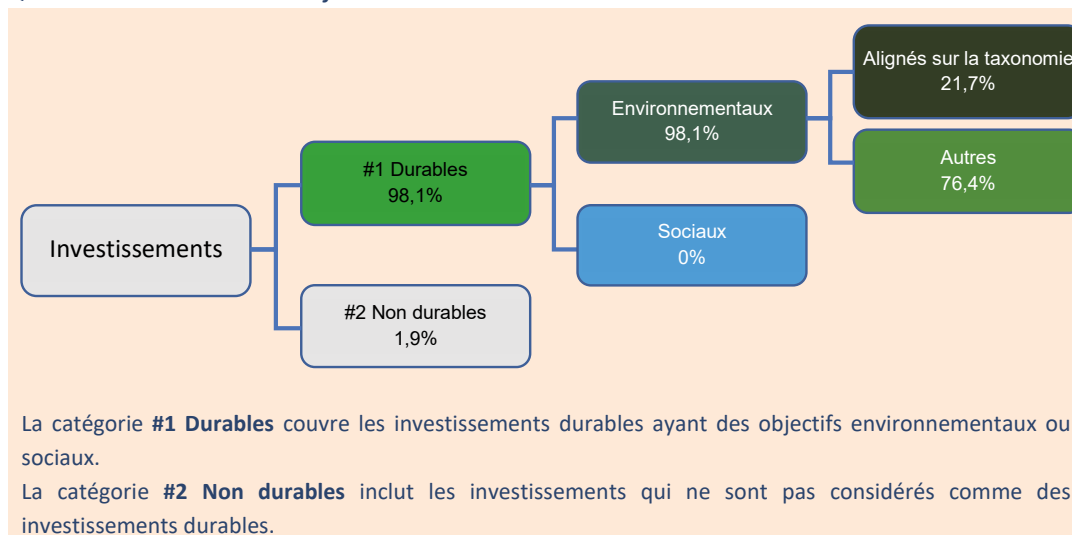 Alignés sur la taxonomie
21,7%
Environnementaux
98,1%
Autres
76,4%
#1 Durables
98,1%
Sociaux
0%
Investissements
#2 Non durables
1,9%
La catégorie #1 Durables couvre les investissements durables ayant des objectifs environnementaux ou
sociaux.
La catégorie #2 Non durables inclut les investissements qui ne sont pas considérés comme des
investissements durables.